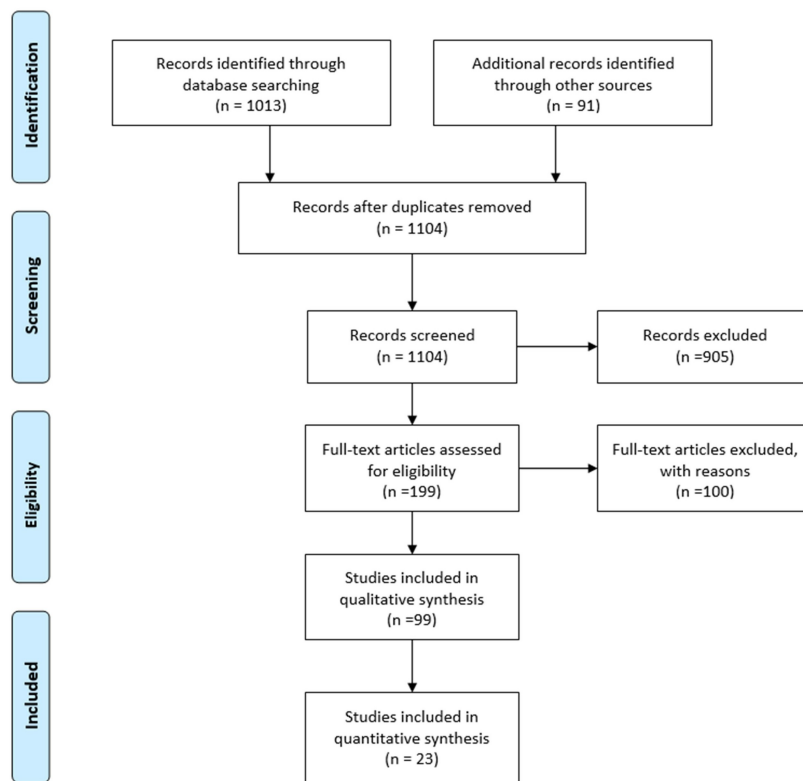 Identification
Records identified through
database searching
(n = 1013)
Additional records identified
through other sources
(n = 91)
Records after duplicates removed
(n = 1104)
Screening
Records screened
(n = 1104)
Records excluded
(n =905)
Eligibility
Full-text articles assessed
for eligibility
(n =199)
Full-text articles excluded,
with reasons
(n =100)
Studies included in
qualitative synthesis
(n =99)
Included
Studies included in
quantitative synthesis
(n = 23)